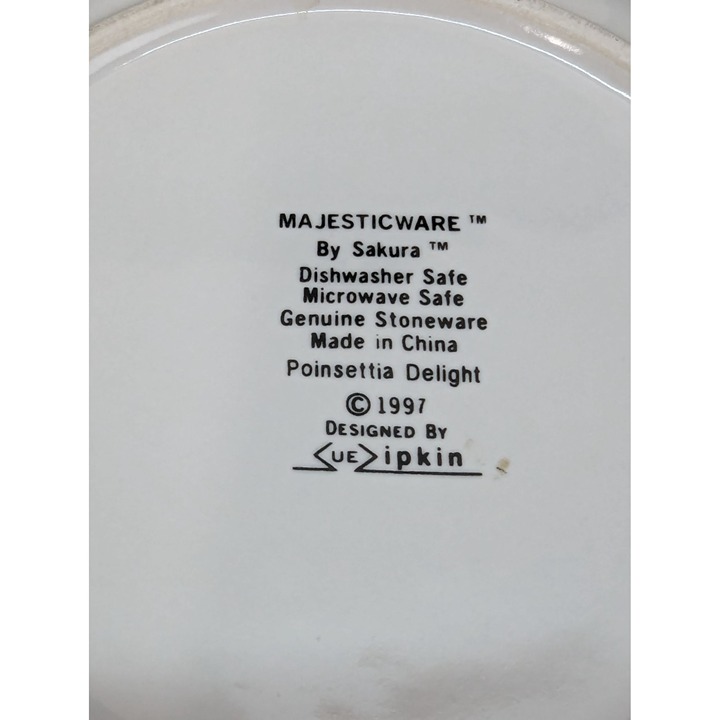 MAJESTICWARE ™
By Sakura ™
Dishwasher Safe
Microwave Safe
Genuine Stoneware
Made in China
Poinsettia Delight
© 1997
DESIGNED BY
SUE Zipkin